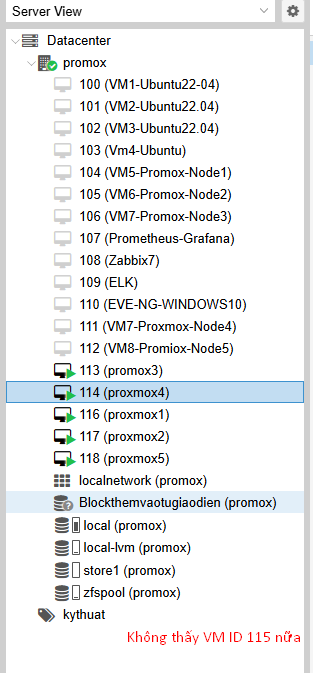 Server View
Datacenter
promox
100 (VM1-Ubuntu22-04)
101 (VM2-Ubuntu22.04)
102 (VM3-Ubuntu22.04)
103 (Vm4-Ubuntu)
104 (VM5-Promox-Node1)
105 (VM6-Promox-Node2)
106 (VM7-Promox-Node3)
107 (Prometheus-Grafana)
108 (Zabbix7)
109 (ELK)
110 (EVE-NG-WINDOWS10)
111 (VM7-Proxmox-Node4)
112 (VM8-Promiox-Node5)
113 (promox3)
114 (proxmox4)
116 (proxmox1)
117 (proxmox2)
118 (proxmox5)
localnetwork (promox)
Blockthemvaotugiaodien (promox)
local (promox)
local-lvm (promox)
store1 (promox)
zfspool (promox)
kythuat
Không thấy VM ID 115 nữa